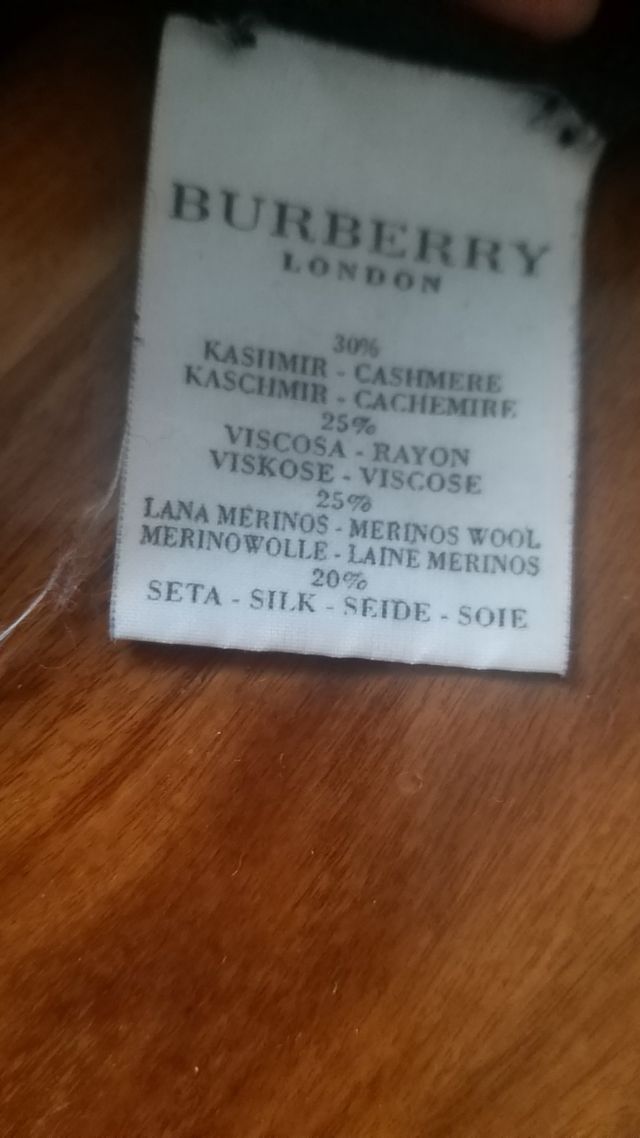 BURBERRY
LONDON
30%
KASHMIR - CASHMERE
KASCHMIR - CACHEMIRE
25%
VISCOSA - RAYON
VISKOSE - VISCOSE
25%
LANA MERINOS - MERINOS WOOL
MERINOWOLLE - LAINE MERINOS
20%
SETA - SILK - SEIDE - SOIE